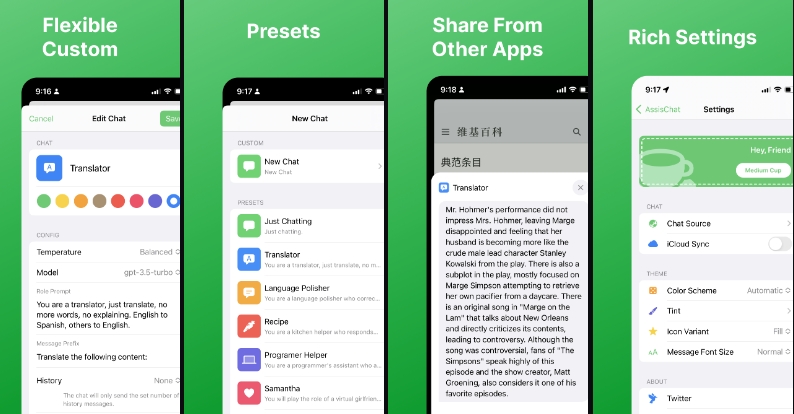 Flexible
Custom
9:16
Cancel
Edit Chat
Save
CHAT
Translator
CONFIG
Temperature
Balanced
Model
gpt-3.5-turbo
Role Prompt
You are a translator, just translate, no
more words, no explaining. English to
Spanish, others to English.
Message Prefix
Translate the following content:
History
None
The chat will only send the set number of
history messages.
Presets
9:17
New Chat
CUSTOM
New Chat
New Chat
PRESETS
Just Chatting
Just chatting
Translator
You are a translator, just translate, no m...
Language Polisher
You are a language polisher who correc...
Recipe
You are a kitchen helper who responds...
Programer Helper
You are a programmer's assistant who a...
Samantha
You will play the role of a virtual girlfrien...
Share From
Other Apps
9:18
维基百科
典范条目
Translator
Mr. Hohmer's performance did not
impress Mrs. Hohmer, leaving Marge
disappointed and feeling that her
husband is becoming more like the
crude male lead character Stanley
Kowalski from the play. There is also a
subplot in the play, mostly focused on
Marge Simpson attempting to retrieve
her own pacifier from a daycare. There
is an original song in "Marge on the
Lam" that talks about New Orleans
and directly criticizes its contents,
leading to controversy. Although the
song was controversial, fans of "The
Simpsons" speak highly of this
episode and the show creator, Matt
Groening, also considers it one of his
favorite episodes.
Rich Settings
9:17
AssisChat
Settings
Hey, Friend
Medium Cup
CHAT
Chat Source
iCloud Sync
THEME
Color Scheme
Automatic
Tint
Icon Variant
Fill
Message Font Size
Normal
ABOUT
Twitter